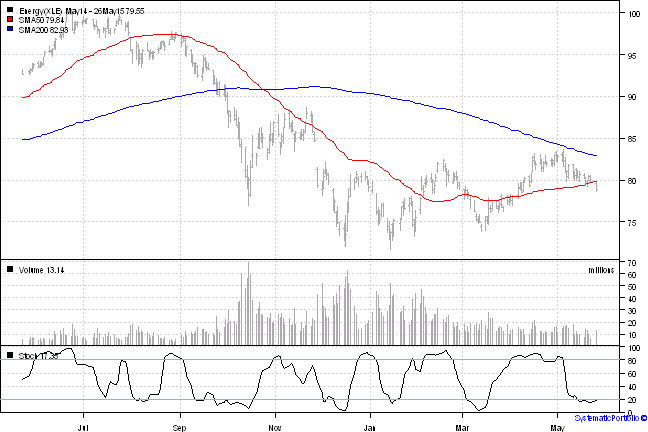 Energy(XLE) May14 - 26May15 79.55
SMA50 79.84
SMA200 82.93
100
95
90
85
80
75
Volume 13.14
millions
70
60
50
40
30
20
10
Stock 17.35
100
80
60
40
20
0
Jul
Sep
Nov
Jan
Mar
May
SystematicPortfolio ©